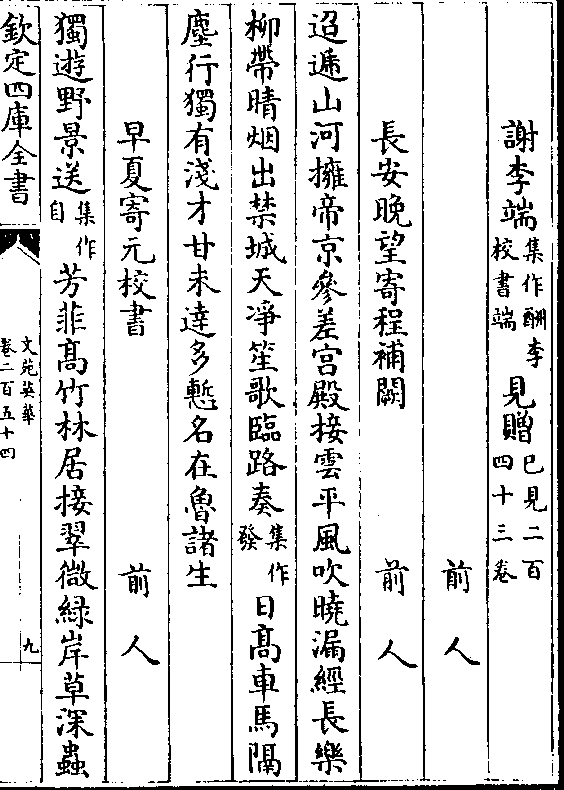 謝李端集作酬李校書端見贈已見二百四十三卷
前人
長安晚望寄程補闕　前人
迢遞山河擁帝京參差宮殿接雲平風吹曉漏經長樂
柳帶晴烟出禁城天凈笙歌臨路奏集作發日髙車馬隔
塵行獨有淺才甘未達多慙名在魯諸生
早夏寄元校書　前人
獨遊野景送集作自芳菲髙竹林居接翠微緑岸草深蟲
欽定四庫全書
文苑英華
卷二百五十四
九